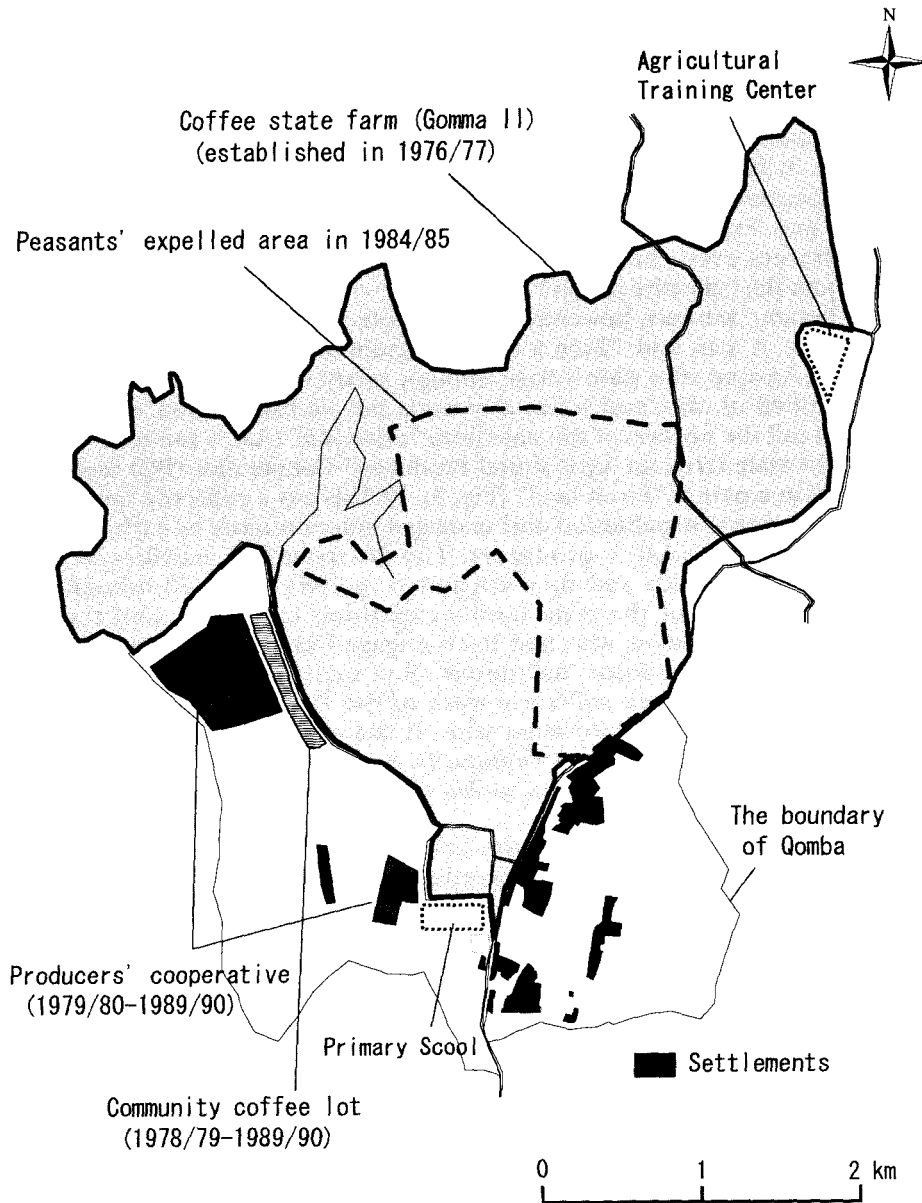 N
Agricultural
Training Center
Coffee state farm (Gomma II)
(established in 1976/77)
Peasants' expelled area in 1984/85
The boundary
of Qomba
Producers' cooperative
(1979/80-1989/90)
Primary Scool
Settlements
Community coffee lot
(1978/79-1989/90)
0 1 2 km